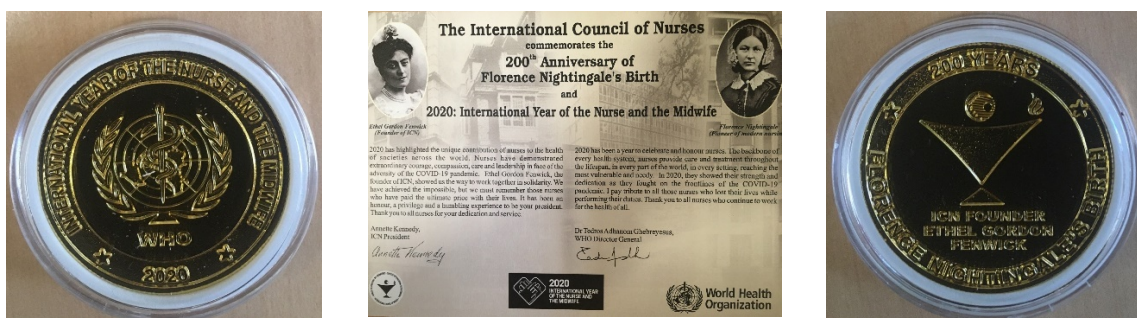 INTERNATIONAL YEAR OF THE NURSE AND THE MIDWIFE
WHO
2020
The International Council of Nurses
commemorates the
200th Anniversary of
Florence Nightingale's Birth
and
2020: International Year of the Nurse and the Midwife
Ethel Gordon Fenwick
(Founder of ICN)
Florence Nightingale
(Pioneer of modern nursing
2020 has highlighted the unique contribution of nurses to the health
of societies across the world. Nurses have demonstrated
extraordinary courage, compassion, care and leadership in face of the
adversity of the COVID-19 pandemic. Ethel Gordon Fenwick, the
founder of ICN, showed us the way to work together in solidarity. We
have achieved the impossible, but we must remember those nurses
who have paid the ultimate price with their lives. It has been an
honour, a privilege and a humbling experience to be your president.
Thank you to all nurses for your dedication and service.
Annette Kennedy,
ICN President
Annette Kennedy
2020 has been a year to celebrate and honour nurses. The backbone of
every health system, nurses provide care and treatment throughout
the lifespan, in every part of the world, in every setting, reaching the
most vulnerable and needy. In 2020, they showed their strength and
dedication as they fought on the frontlines of the COVID-19
pandemic. I pay tribute to all those nurses who lost their lives while
performing their duties. Thank you to all nurses who continue to work
for the health of all.
Dr Tedros Adhanom Ghebreyesus,
WHO Director General
2020
INTERNATIONAL YEAR
OF THE NURSE AND
THE MIDWIFE
World Health
Organization
200 YEARS
ICN FOUNDER
ETHEL GORDON
FENWICK
FLORENCE NIGHTINGALE'S BIRTH